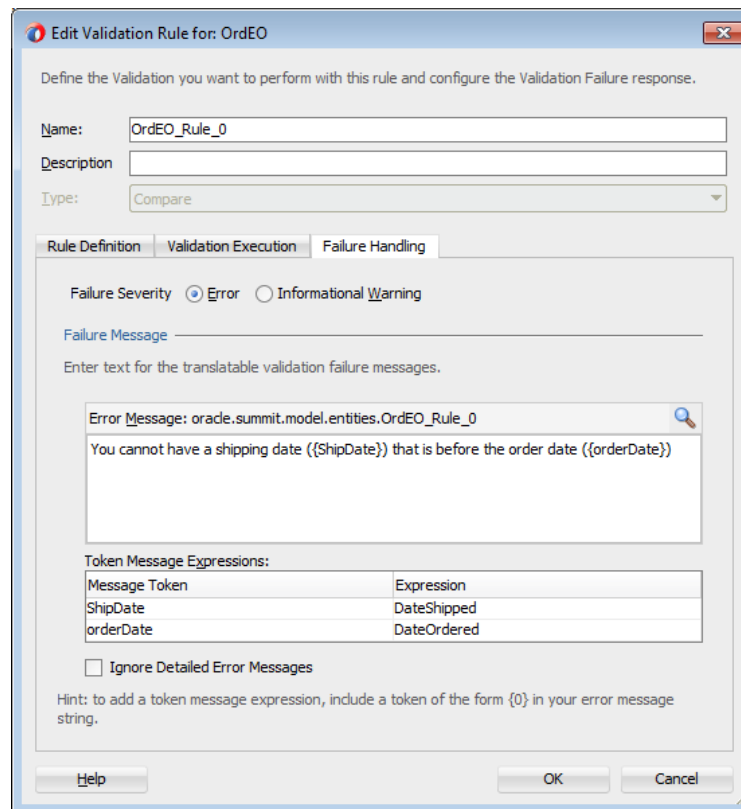 Edit Validation Rule for: OrdEO
Define the Validation you want to perform with this rule and configure the Validation Failure response.
Name: OrdEO_Rule_0
Description
Type: Compare
Rule Definition Validation Execution Failure Handling
Failure Severity Error Informational Warning
Failure Message
Enter text for the translatable validation failure messages.
Error Message: oracle.summit.model.entities.OrdEO_Rule_0
You cannot have a shipping date ({ShipDate}) that is before the order date ({orderDate})
Token Message Expressions:
Message Token Expression
ShipDate DateShipped
orderDate DateOrdered
Ignore Detailed Error Messages
Hint: to add a token message expression, include a token of the form {0} in your error message
string.
Help OK Cancel